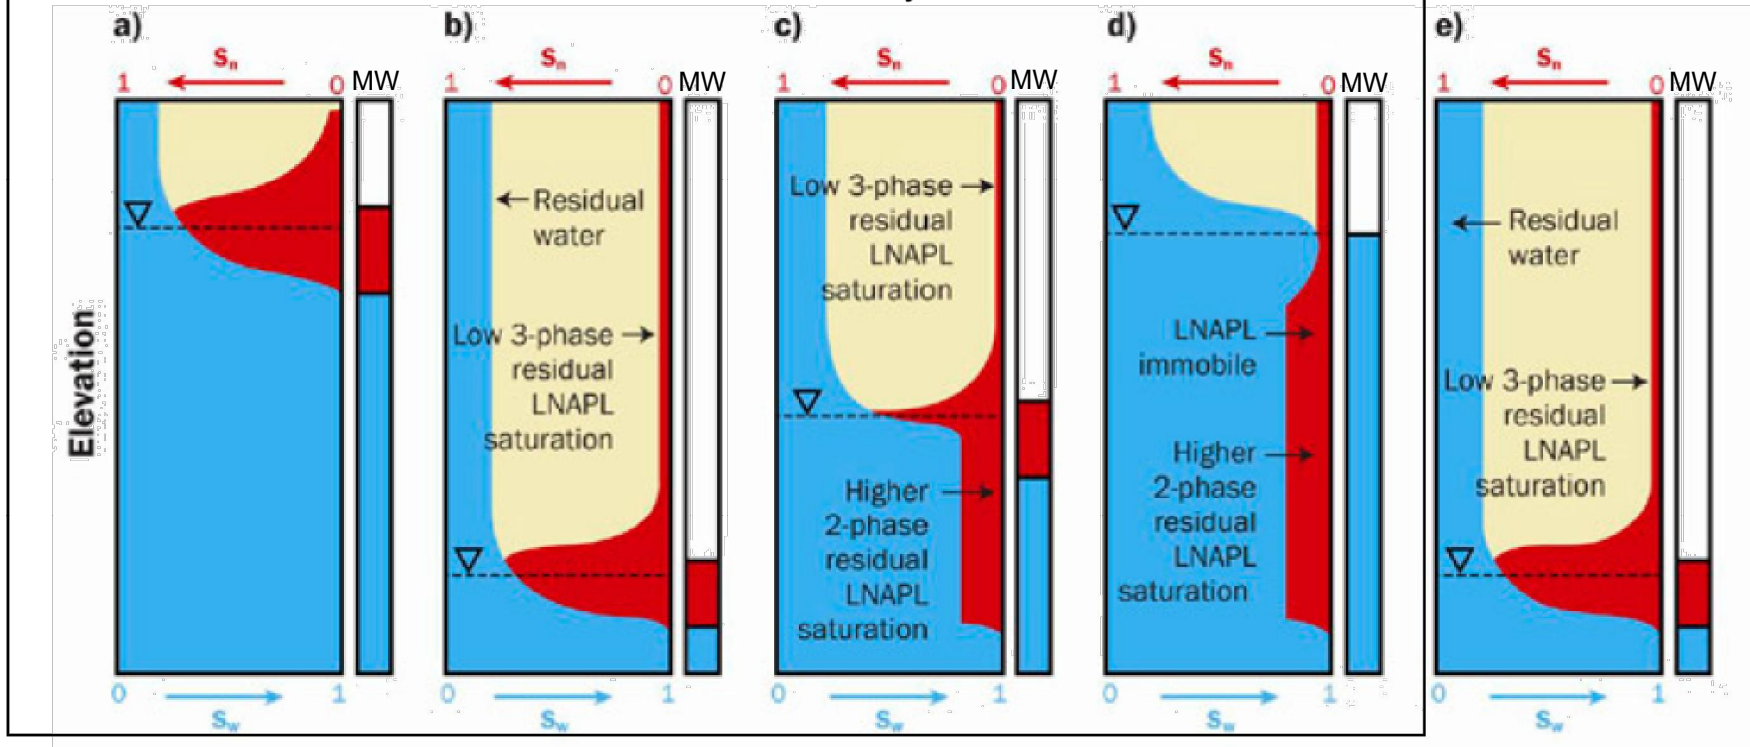 a)
Sn
1
0
MW
b)
Sn
1
0
MW
Residual
water
Low 3-phase
residual
LNAPL
saturation
c)
Sn
1
0
MW
Low 3-phase
residual
LNAPL
saturation
Higher
2-phase
residual
LNAPL
saturation
d)
Sn
1
0
MW
LNAPL
immobile
Higher
2-phase
residual
LNAPL
saturation
e)
Sn
1
0
MW
Residual
water
Low 3-phase
residual
LNAPL
saturation
Elevation
0
1
Sw
0
1
Sw
0
1
Sw
0
1
Sw
0
1
Sw